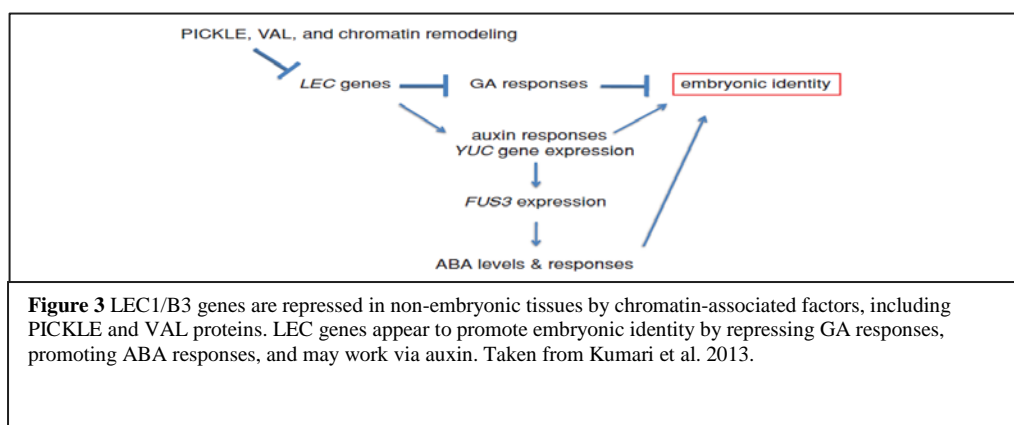 PICKLE, VAL, and chromatin remodeling
LEC genes GA responses embryonic identity
auxin responses
YUC gene expression
FUS3 expression
ABA levels & responses
Figure 3 LEC1/B3 genes are repressed in non-embryonic tissues by chromatin-associated factors, including
PICKLE and VAL proteins. LEC genes appear to promote embryonic identity by repressing GA responses,
promoting ABA responses, and may work via auxin. Taken from Kumari et al. 2013.